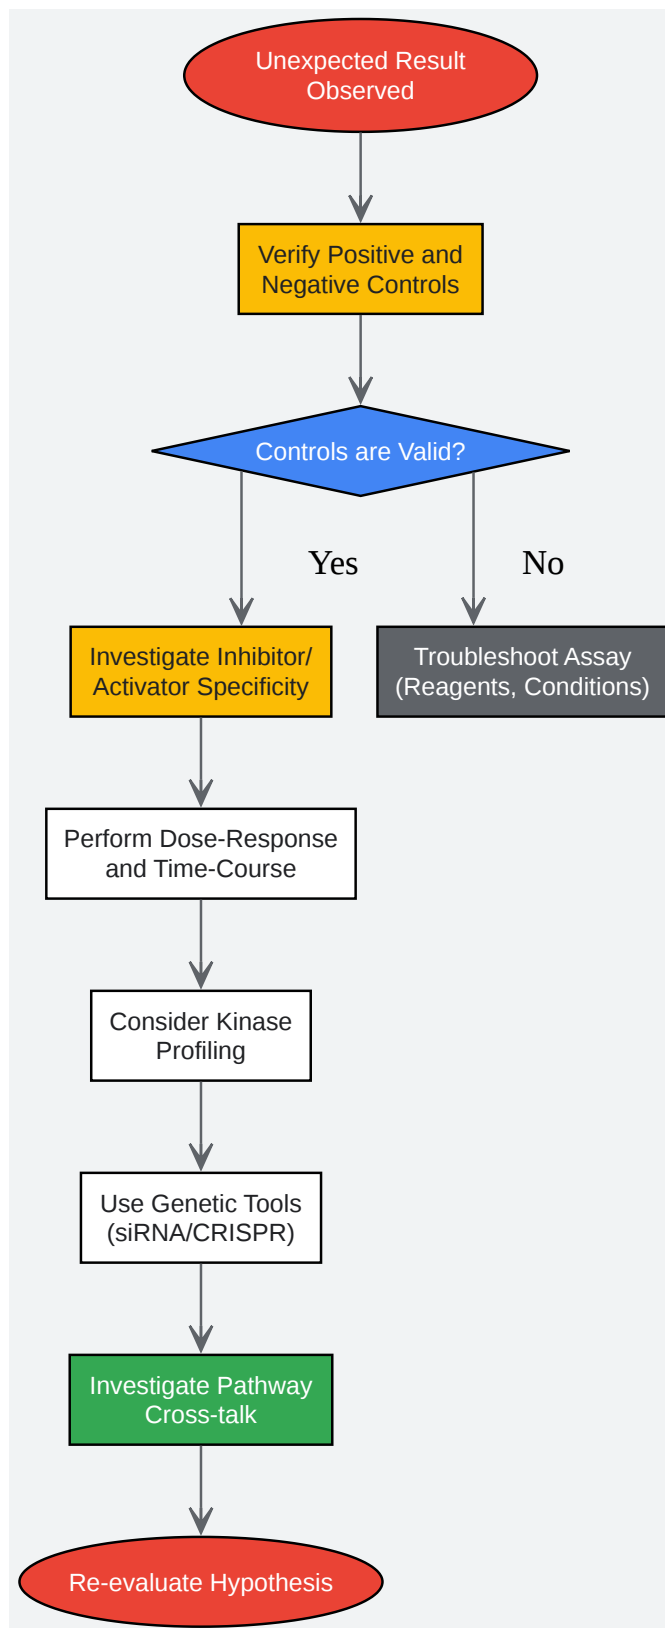 Unexpected Result
Observed
Verify Positive and
Negative Controls
Controls are Valid?
Yes
No
Investigate Inhibitor/
Activator Specificity
Troubleshoot Assay
(Reagents, Conditions)
Perform Dose-Response
and Time-Course
Consider Kinase
Profiling
Use Genetic Tools
(siRNA/CRISPR)
Investigate Pathway
Cross-talk
Re-evaluate Hypothesis